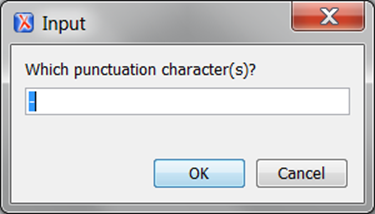 Input
Which punctuation character(s)?
-
OK
Cancel